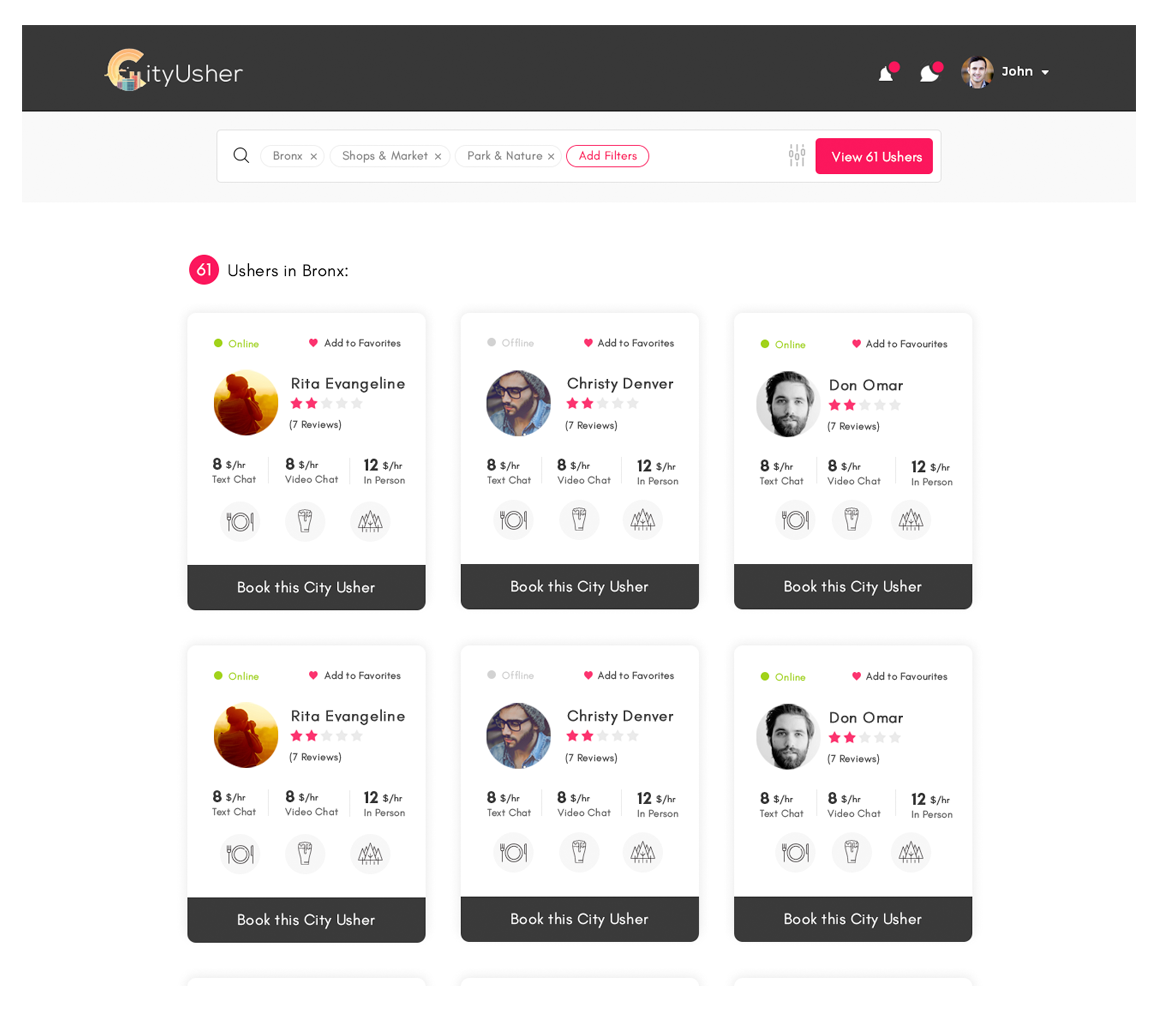 CityUsher
John
Bronx × Shops & Market × Park & Nature × Add Filters View 61 Ushers
61 Ushers in Bronx:
Online Add to Favorites
Rita Evangeline
(7 Reviews)
8 $/hr 8 $/hr 12 $/hr
Text Chat Video Chat In Person
Book this City Usher
Offline Add to Favorites
Christy Denver
(7 Reviews)
8 $/hr 8 $/hr 12 $/hr
Text Chat Video Chat In Person
Book this City Usher
Online Add to Favourites
Don Omar
(7 Reviews)
8 $/hr 8 $/hr 12 $/hr
Text Chat Video Chat In Person
Book this City Usher
Online Add to Favorites
Rita Evangeline
(7 Reviews)
8 $/hr 8 $/hr 12 $/hr
Text Chat Video Chat In Person
Book this City Usher
Offline Add to Favorites
Christy Denver
(7 Reviews)
8 $/hr 8 $/hr 12 $/hr
Text Chat Video Chat In Person
Book this City Usher
Online Add to Favourites
Don Omar
(7 Reviews)
8 $/hr 8 $/hr 12 $/hr
Text Chat Video Chat In Person
Book this City Usher